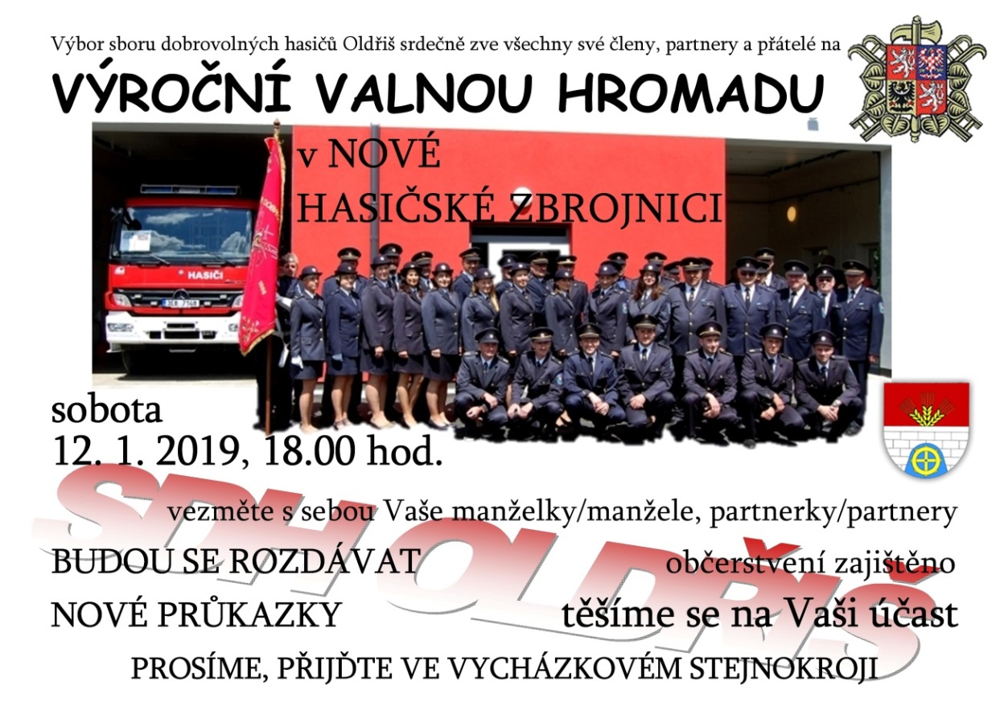 Výbor sboru dobrovolných hasičů Oldřiš srdečně zve všechny své členy, partnery a přátelé na
VÝROČNÍ VALNOU HROMADU
v NOVÉ
HASIČSKÉ ZBROJNICI
HASIČI
sobota
12. 1. 2019, 18.00 hod.
SDH OLDŘIŠ
vezměte s sebou Vaše manželky/manžele, partnerky/partnery
BUDOU SE ROZDÁVAT
občerstvení zajištěno
NOVÉ PRŮKAZKY
těšíme se na Vaši účast
PROSÍME, PŘIJĎTE VE VYCHÁZKOVÉM STEJNOKROJI